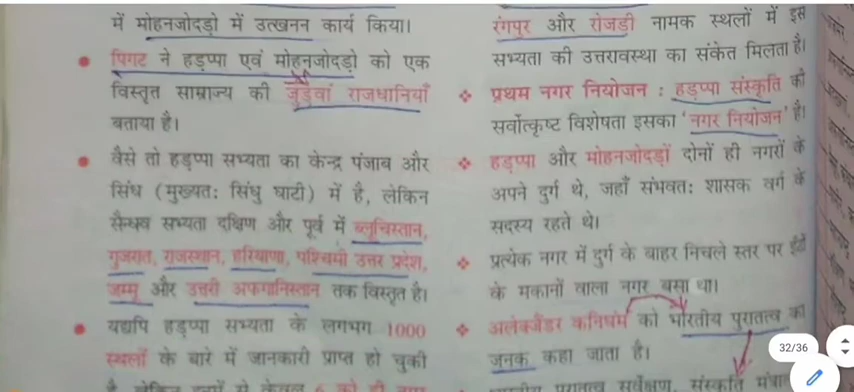 में मोहनजोदड़ो में उत्खनन कार्य किया।
पिगट ने हड़प्पा एवं मोहनजोदड़ो को एक
विस्तृत साम्राज्य की जुड़वां राजधानियाँ
बताया है।
वैसे तो हड़प्पा सभ्यता का केन्द्र पंजाब और
सिंध (मुख्यतः सिंधु घाटी) में है, लेकिन
सैन्धव सभ्यता दक्षिण और पूर्व में ब्लूचिस्तान,
गुजरात, राजस्थान, हरियाणा, पश्चिमी उत्तर प्रदेश,
जम्मू और उत्तरी अफगानिस्तान तक विस्तृत है।
यद्यपि हड़प्पा सभ्यता के लगभग 1000
स्थलों के बारे में जानकारी प्राप्त हो चुकी
रंगपुर और रोजड़ी नामक स्थलों में इस
सभ्यता की उत्तरावस्था का संकेत मिलता है।
प्रथम नगर नियोजन : हड़प्पा संस्कृति की
सर्वोत्कृष्ट विशेषता इसका 'नगर नियोजन' है।
हड़प्पा और मोहनजोदड़ों दोनों ही नगरों के
अपने दुर्ग थे, जहाँ संभवतः शासक वर्ग के
सदस्य रहते थे।
प्रत्येक नगर में दुर्ग के बाहर निचले स्तर पर ईंटों
के मकानों वाला नगर बसा था।
अलेक्जैंडर कनिंघम को भारतीय पुरातत्व का
जनक कहा जाता है।
भारतीय पुरातत्व सर्वेक्षण, संस्कृति
32/36